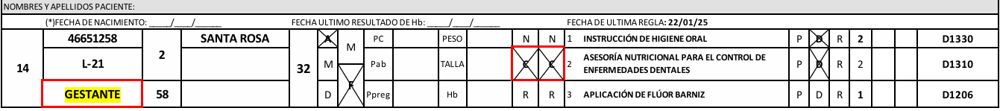 NOMBRES Y APELLIDOS PACIENTE:
(*)FECHA DE NACIMIENTO: ____/____/______ FECHA ULTIMO RESULTADO DE Hb: _____/____/______ FECHA DE ULTIMA REGLA: 22/01/25
46651258 SANTA ROSA A PC PESO N N 1 INSTRUCCIÓN DE HIGIENE ORAL P D R 2 D1330
2 M
14 L-21 32 M Pab TALLA C C 2 ASESORÍA NUTRICIONAL PARA EL CONTROL DE ENFERMEDADES DENTALES P D R 2 D1310
F
GESTANTE 58 D Ppreg Hb R R 3 APLICACIÓN DE FLÚOR BARNIZ P D R 1 D1206